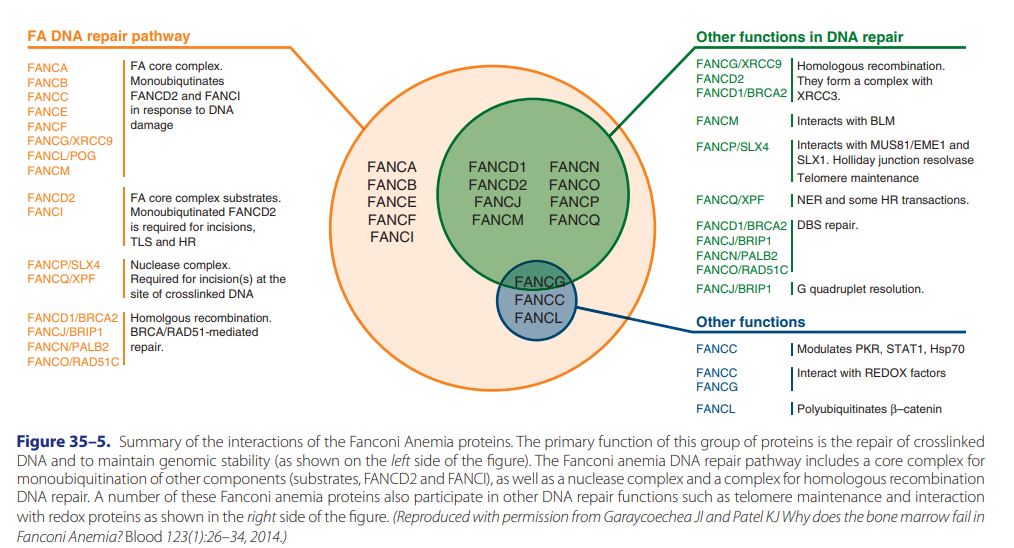 FA DNA repair pathway
FANCA
FANCB
FANCC
FANCE
FANCF
FANCG/XRCC9
FANCL/POG
FANCM
FA core complex.
Monoubiqutinates
FANCD2 and FANCI
in response to DNA
damage
FANCD2
FANCI
FA core complex substrates.
Monoubiqutinated FANCD2
is required for incisions,
TLS and HR
FANCP/SLX4
FANCQ/XPF
Nuclease complex.
Required for incision(s) at the
site of crosslinked DNA
FANCD1/BRCA2
FANCJ/BRIP1
FANCN/PALB2
FANCO/RAD51C
Homolgous recombination.
BRCA/RAD51-mediated
repair.
FANCA
FANCB
FANCE
FANCF
FANCI
FANCD1
FANCD2
FANCJ
FANCM
FANCN
FANCO
FANCP
FANCQ
FANCG
FANCC
FANCL
Other functions in DNA repair
FANCG/XRCC9
FANCD2
FANCD1/BRCA2
Homologous recombination.
They form a complex with
XRCC3.
FANCM
Interacts with BLM
FANCP/SLX4
Interacts with MUS81/EME1 and
SLX1. Holliday junction resolvase
Telomere maintenance
FANCQ/XPF
NER and some HR transactions.
FANCD1/BRCA2
FANCJ/BRIP1
FANCN/PALB2
FANCO/RAD51C
DBS repair.
FANCJ/BRIP1
G quadruplet resolution.
Other functions
FANCC
Modulates PKR, STAT1, Hsp70
FANCC
FANCG
Interact with REDOX factors
FANCL
Polyubiquitinates β–catenin
Figure 35–5. Summary of the interactions of the Fanconi Anemia proteins. The primary function of this group of proteins is the repair of crosslinked
DNA and to maintain genomic stability (as shown on the left side of the figure). The Fanconi anemia DNA repair pathway includes a core complex for
monoubiquitination of other components (substrates, FANCD2 and FANCI), as well as a nuclease complex and a complex for homologous recombination
DNA repair. A number of these Fanconi anemia proteins also participate in other DNA repair functions such as telomere maintenance and interaction
with redox proteins as shown in the right side of the figure. (Reproduced with permission from Garaycoechea JI and Patel KJ Why does the bone marrow fail in
Fanconi Anemia? Blood 123(1):26–34, 2014.)